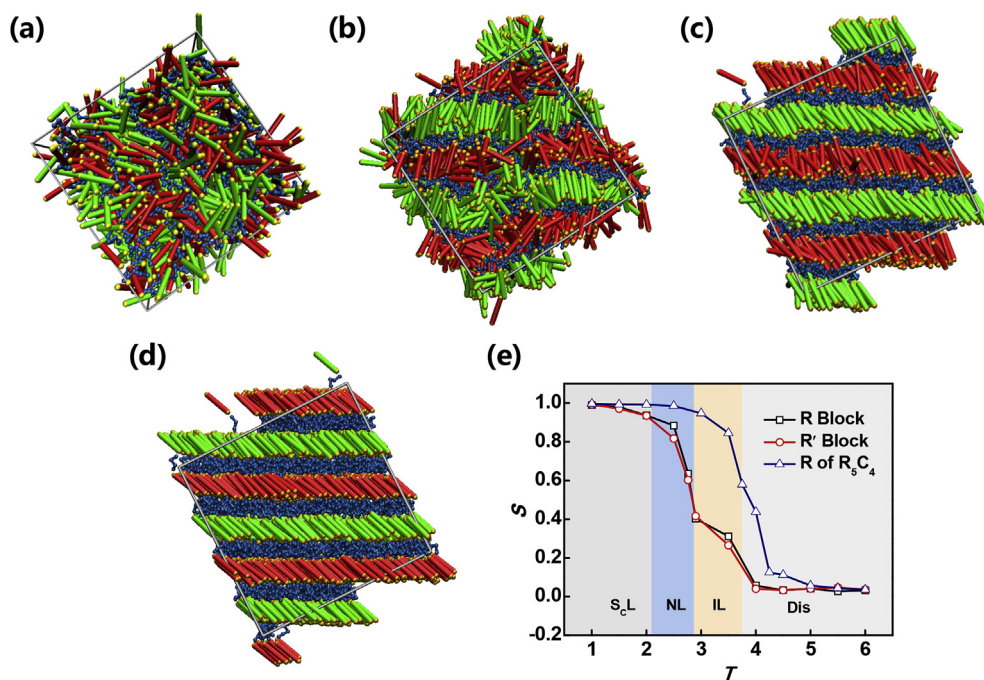 (a)
(b)
(c)
(d)
(e)
1.0
0.8
0.6
0.4
0.2
0.0
-0.2
S
R Block
R′ Block
R of R₅C₄
S_CL
NL
IL
Dis
1 2 3 4 5 6
T